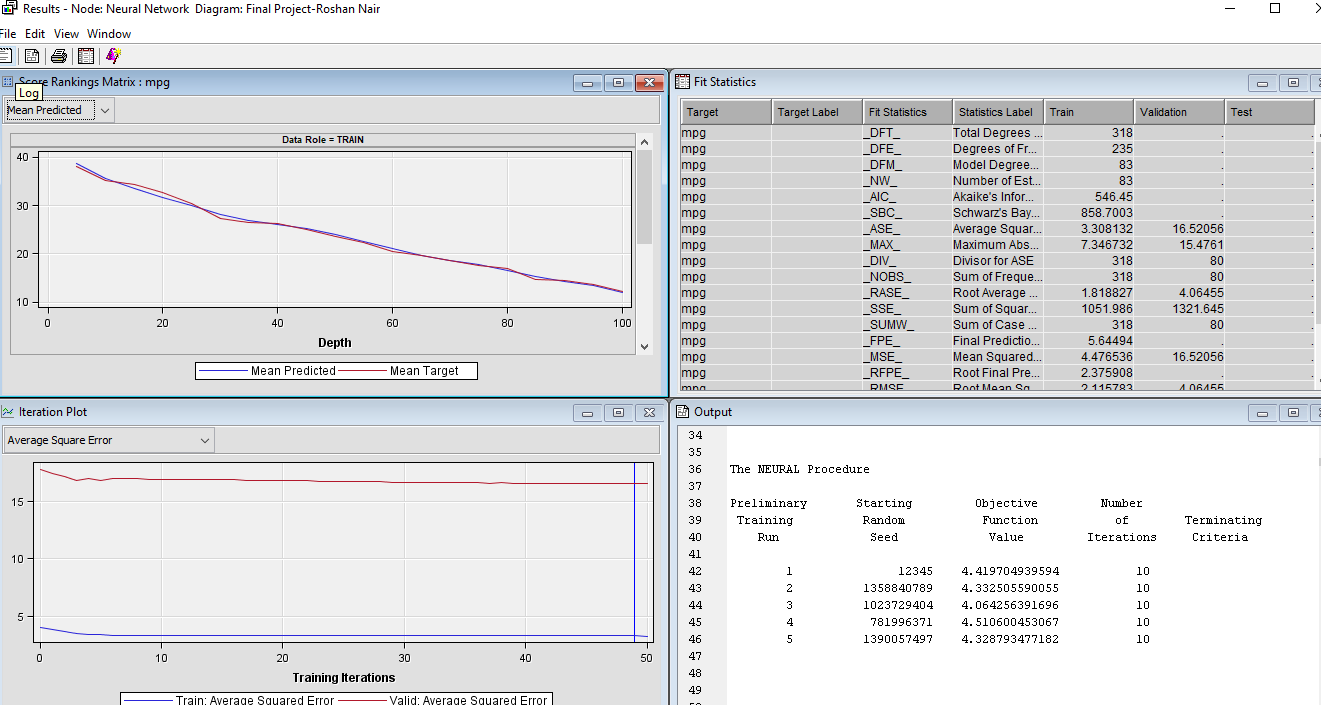 Results - Node: Neural Network Diagram: Final Project-Roshan Nair
File Edit View Window
Score Rankings Matrix : mpg
Log
Mean Predicted
Data Role = TRAIN
40
30
20
10
0 20 40 60 80 100
Depth
Mean Predicted Mean Target
Fit Statistics
Target Target Label Fit Statistics Statistics Label Train Validation Test
mpg _DFT_ Total Degrees ... 318 . .
mpg _DFE_ Degrees of Fr... 235 . .
mpg _DFM_ Model Degree... 83 . .
mpg _NW_ Number of Est... 83 . .
mpg _AIC_ Akaike's Infor... 546.45 . .
mpg _SBC_ Schwarz's Bay... 858.7003 . .
mpg _ASE_ Average Squar... 3.308132 16.52056 .
mpg _MAX_ Maximum Abs... 7.346732 15.4761 .
mpg _DIV_ Divisor for ASE 318 80 .
mpg _NOBS_ Sum of Freque... 318 80 .
mpg _RASE_ Root Average ... 1.818827 4.06455 .
mpg _SSE_ Sum of Squar... 1051.986 1321.645 .
mpg _SUMW_ Sum of Case ... 318 80 .
mpg _FPE_ Final Predictio... 5.64494 . .
mpg _MSE_ Mean Squared... 4.476536 16.52056 .
mpg _RFPE_ Root Final Pre... 2.375908 . .
mpg _RMSE_ Root Mean Sq... 2.115783 4.06455 .
Iteration Plot
Average Square Error
15
10
5
0 10 20 30 40 50
Training Iterations
Train: Average Squared Error Valid: Average Squared Error
Output
34
35
36 The NEURAL Procedure
37
38 Preliminary Starting Objective Number
39 Training Random Function of Terminating
40 Run Seed Value Iterations Criteria
41
42 1 12345 4.419704939594 10
43 2 1358840789 4.332505590055 10
44 3 1023729404 4.064256391696 10
45 4 781996371 4.510600453067 10
46 5 1390057497 4.328793477182 10
47
48
49